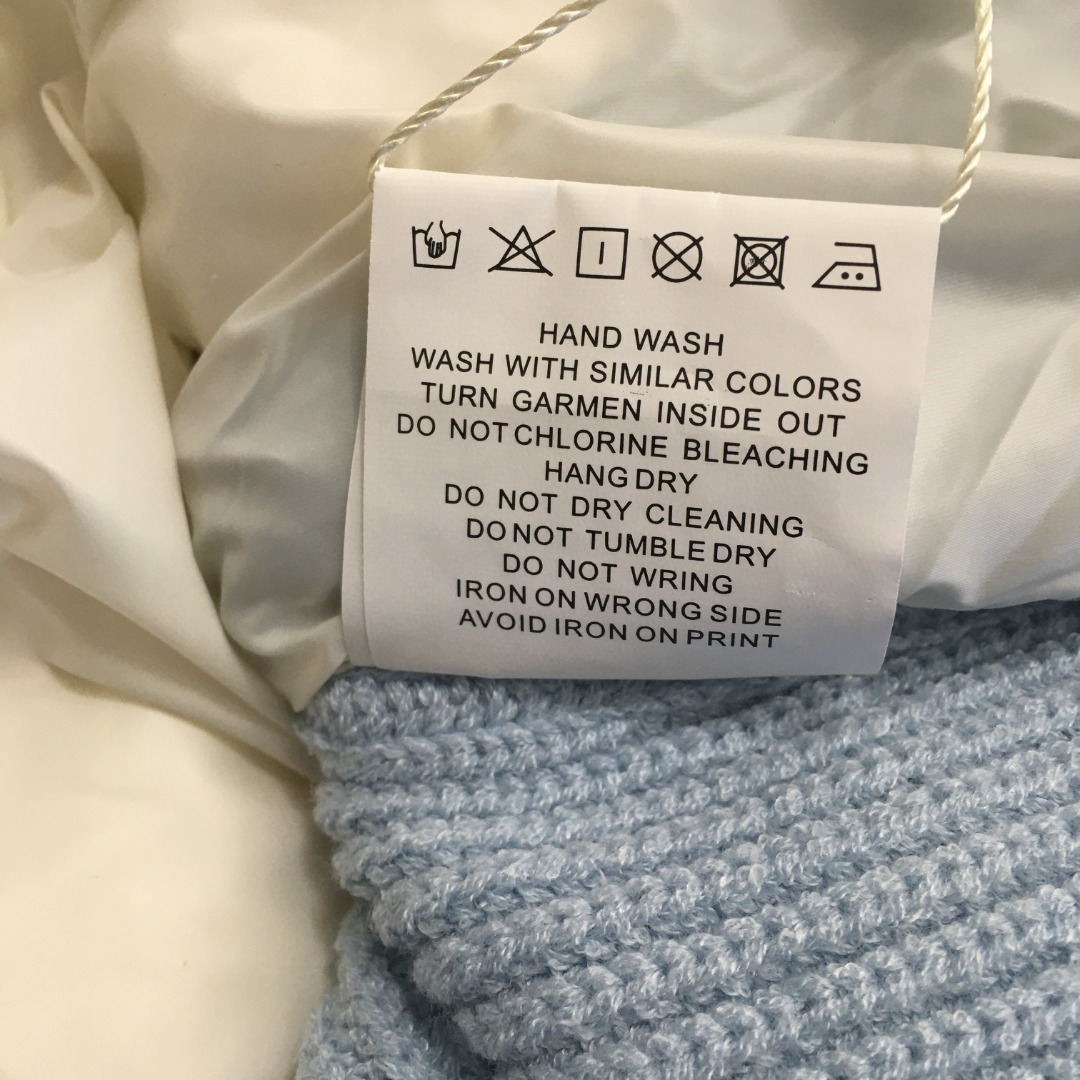 HAND WASH
WASH WITH SIMILAR COLORS
TURN GARMEN INSIDE OUT
DO NOT CHLORINE BLEACHING
HANG DRY
DO NOT DRY CLEANING
DO NOT TUMBLE DRY
DO NOT WRING
IRON ON WRONG SIDE
AVOID IRON ON PRINT